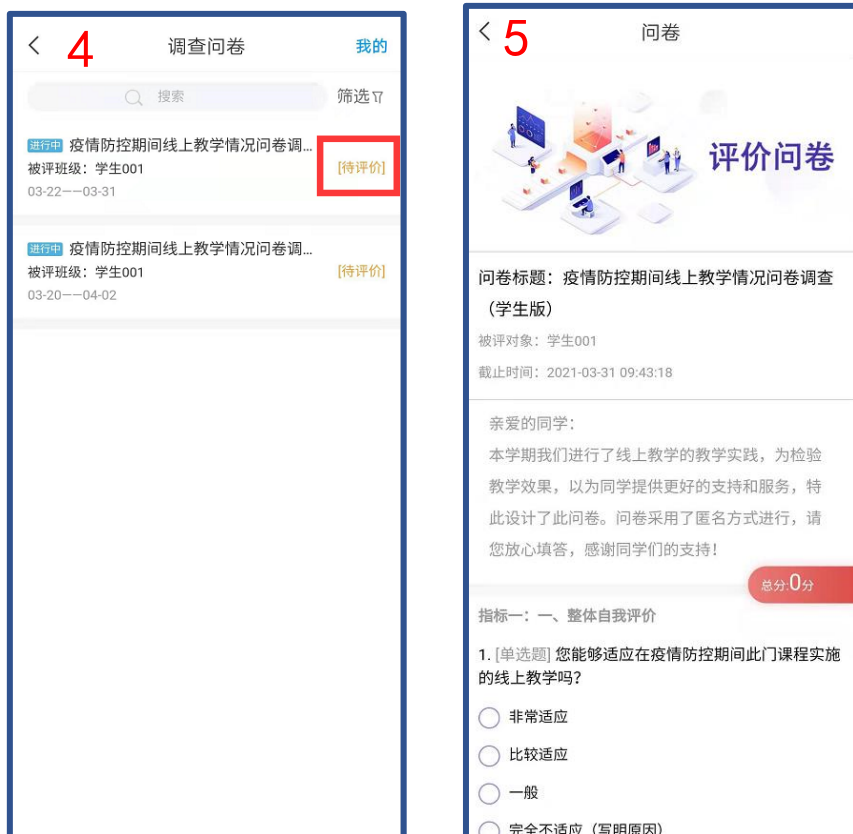 4
调查问卷
我的
搜索
筛选
进行中 疫情防控期间线上教学情况问卷调...
被评班级：学生001
[待评价]
03-22——03-31
进行中 疫情防控期间线上教学情况问卷调...
被评班级：学生001
[待评价]
03-20——04-02
5
问卷
评价问卷
问卷标题：疫情防控期间线上教学情况问卷调查
（学生版）
被评对象：学生001
截止时间：2021-03-31 09:43:18
亲爱的同学：
本学期我们进行了线上教学的教学实践，为检验
教学效果，以为同学提供更好的支持和服务，特
此设计了此问卷。问卷采用了匿名方式进行，请
您放心填答，感谢同学们的支持！
总分:0分
指标一：一、整体自我评价
1. [单选题] 您能够适应在疫情防控期间此门课程实施
的线上教学吗？
非常适应
比较适应
一般
完全不适应（写明原因）